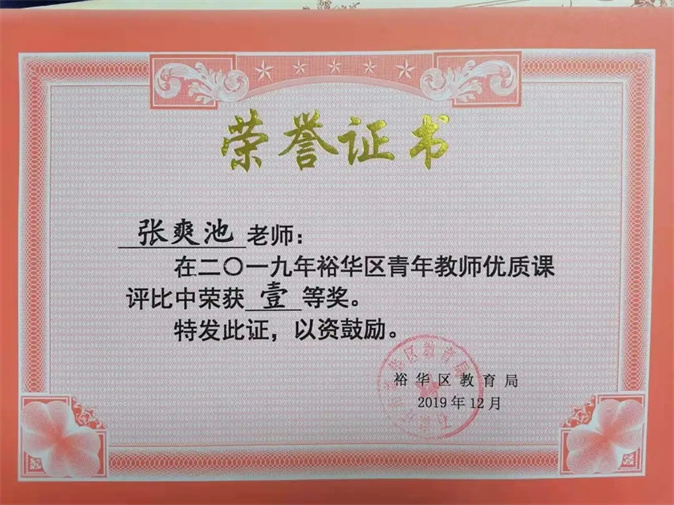 荣誉证书
张爽池老师：
在二〇一九年裕华区青年教师优质课
评比中荣获壹等奖。
特发此证，以资鼓励。
裕华区教育局
2019年12月